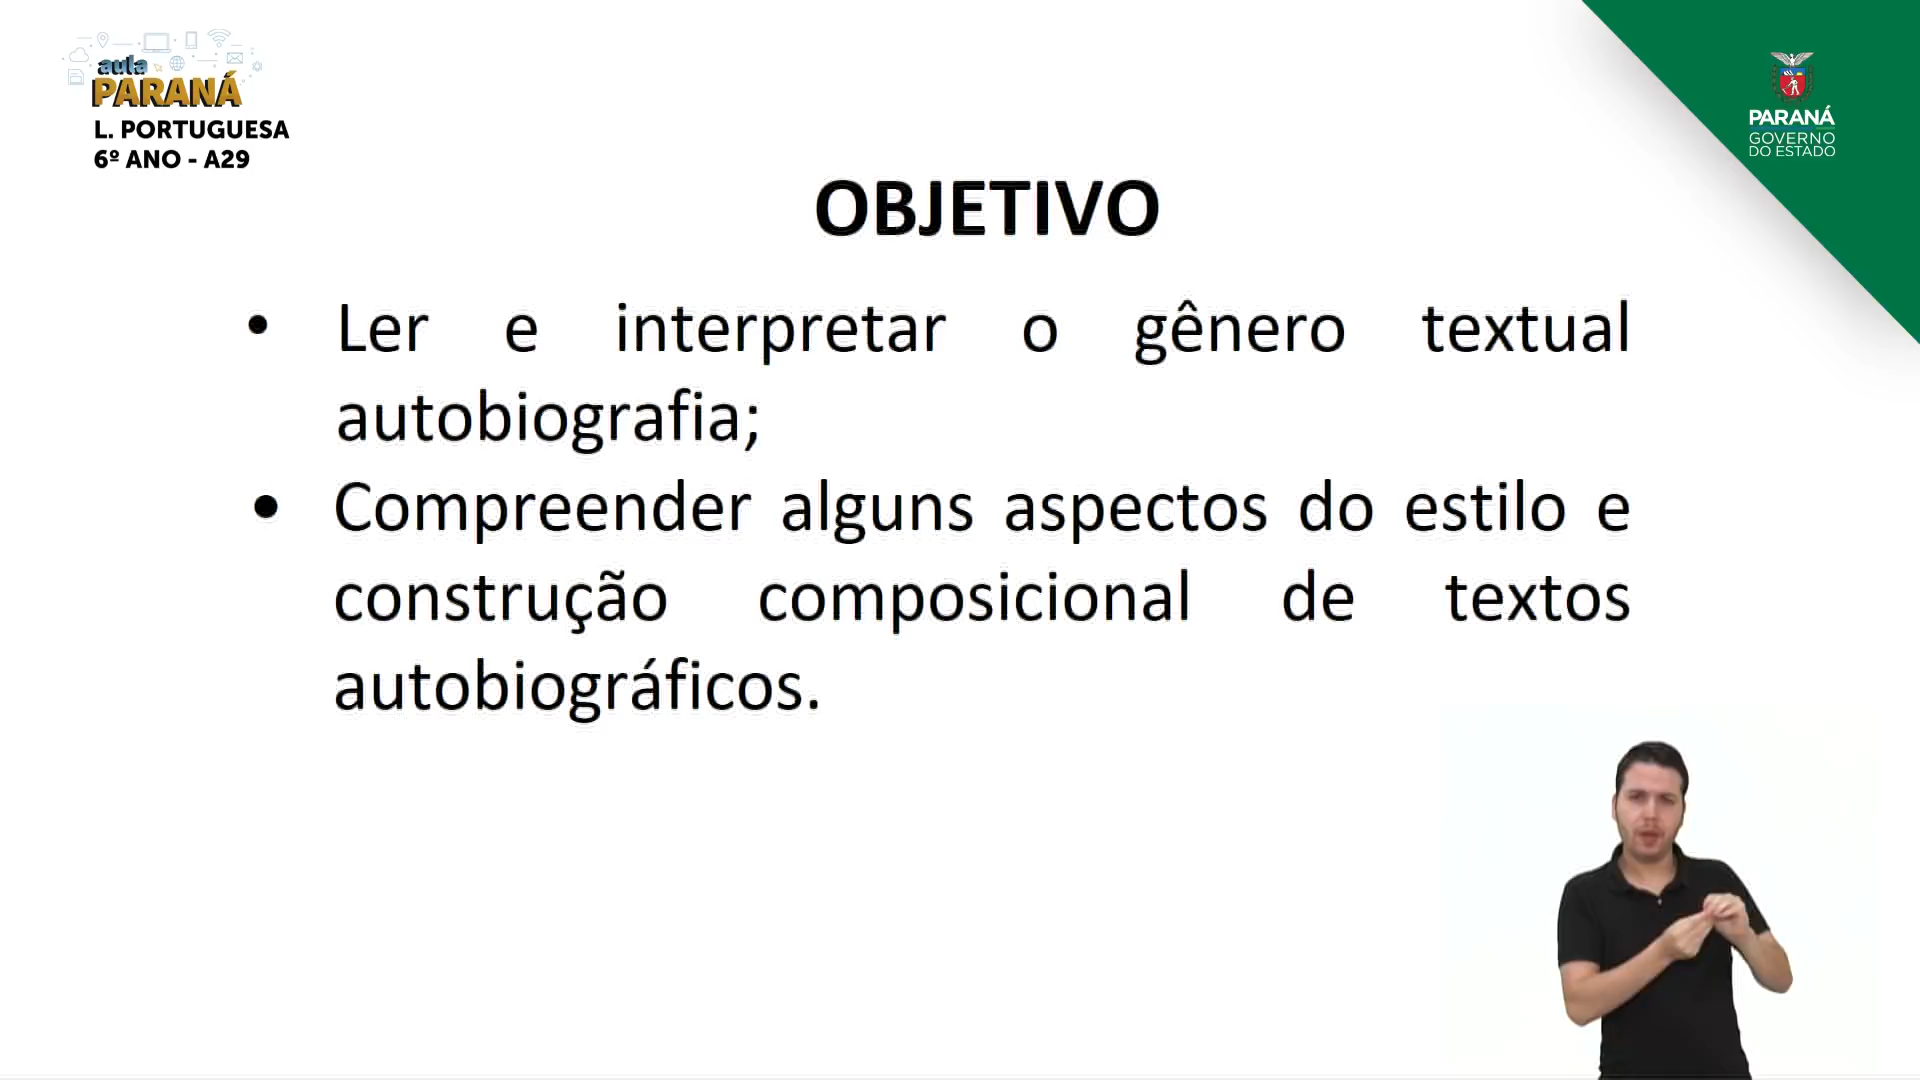 aula
PARANÁ
L. PORTUGUESA
6º ANO - A29
PARANÁ
GOVERNO
DO ESTADO
OBJETIVO
• Ler e interpretar o gênero textual
autobiografia;
• Compreender alguns aspectos do estilo e
construção composicional de textos
autobiográficos.